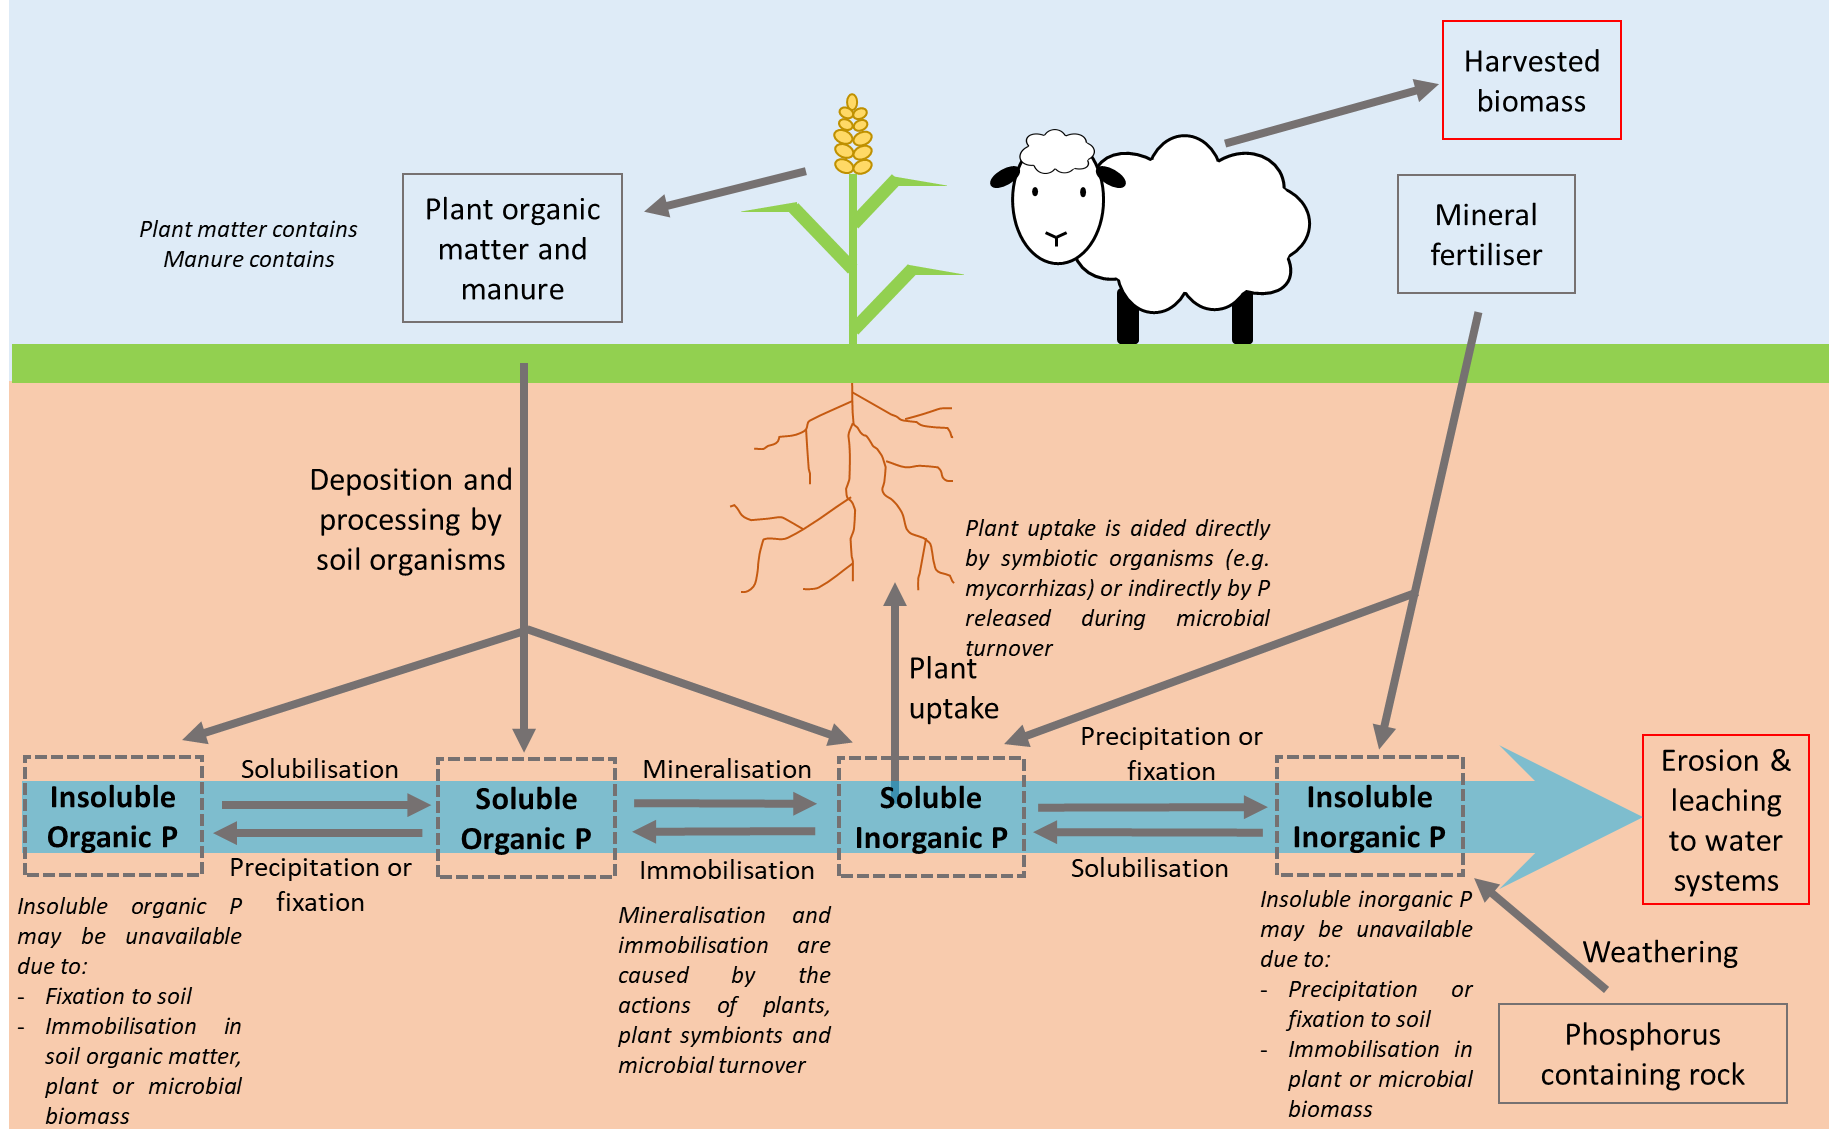 Harvested
biomass
Plant organic
matter and
manure
Plant matter contains
Manure contains
Mineral
fertiliser
Deposition and
processing by
soil organisms
Plant uptake is aided directly
by symbiotic organisms (e.g.
mycorrhizas) or indirectly by P
released during microbial
turnover
Plant
uptake
Insoluble
Organic P
Solubilisation
Precipitation or
fixation
Soluble
Organic P
Mineralisation
Immobilisation
Soluble
Inorganic P
Precipitation or
fixation
Solubilisation
Insoluble
Inorganic P
Erosion &
leaching
to water
systems
Insoluble organic P
may be unavailable
due to:
- Fixation to soil
- Immobilisation in
soil organic matter,
plant or microbial
biomass
Mineralisation and
immobilisation are
caused by the
actions of plants,
plant symbionts and
microbial turnover
Insoluble inorganic P
may be unavailable
due to:
- Precipitation or
fixation to soil
- Immobilisation in
plant or microbial
biomass
Weathering
Phosphorus
containing rock